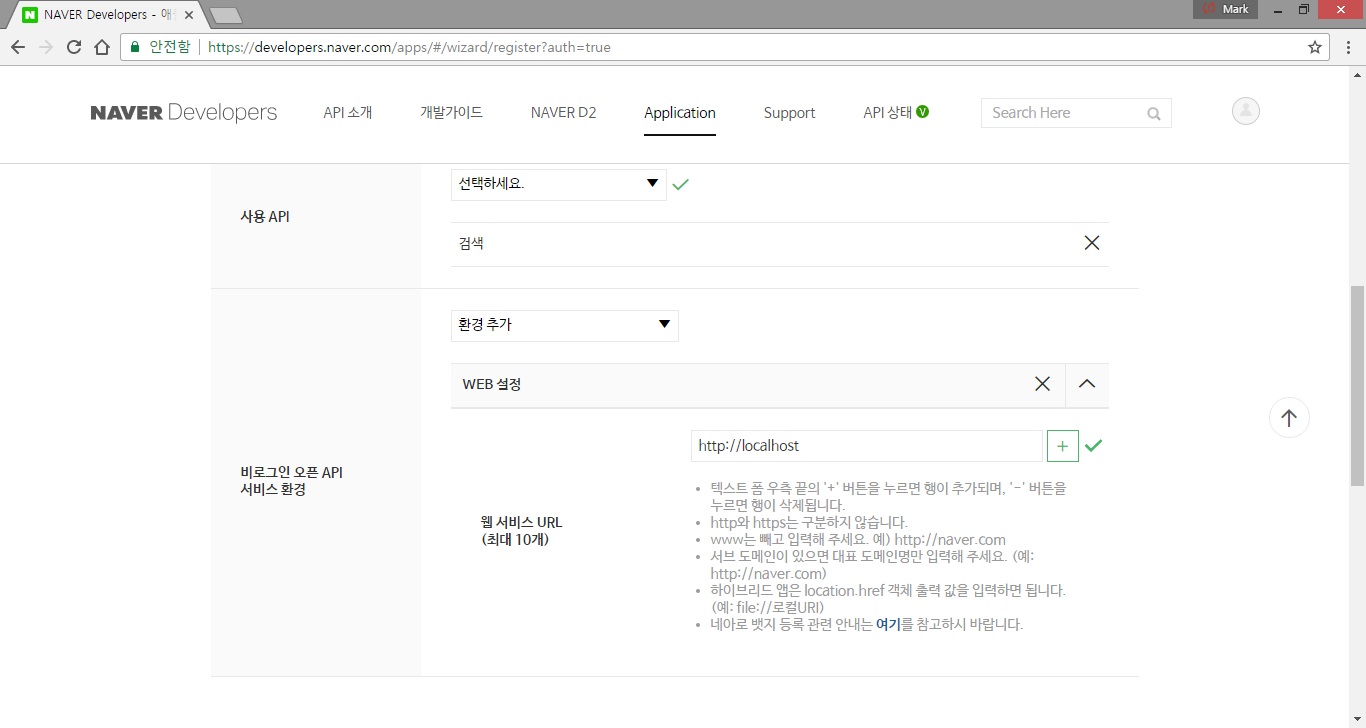 NAVER Developers - 애
Mark
안전함 https://developers.naver.com/apps/#/wizard/register?auth=true
NAVER Developers API 소개 개발가이드 NAVER D2 Application Support API 상태 V Search Here
선택하세요.
사용 API
검색
환경 추가
WEB 설정
http://localhost +
비로그인 오픈 API
서비스 환경
웹 서비스 URL
(최대 10개)
• 텍스트 폼 우측 끝의 '+' 버튼을 누르면 행이 추가되며, '-' 버튼을
누르면 행이 삭제됩니다.
• http와 https는 구분하지 않습니다.
• www는 빼고 입력해 주세요. 예) http://naver.com
• 서브 도메인이 있으면 대표 도메인명만 입력해 주세요. (예:
http://naver.com)
• 하이브리드 앱은 location.href 객체 출력 값을 입력하면 됩니다.
(예: file://로컬URI)
• 네아로 뱃지 등록 관련 안내는 여기를 참고하시 바랍니다.